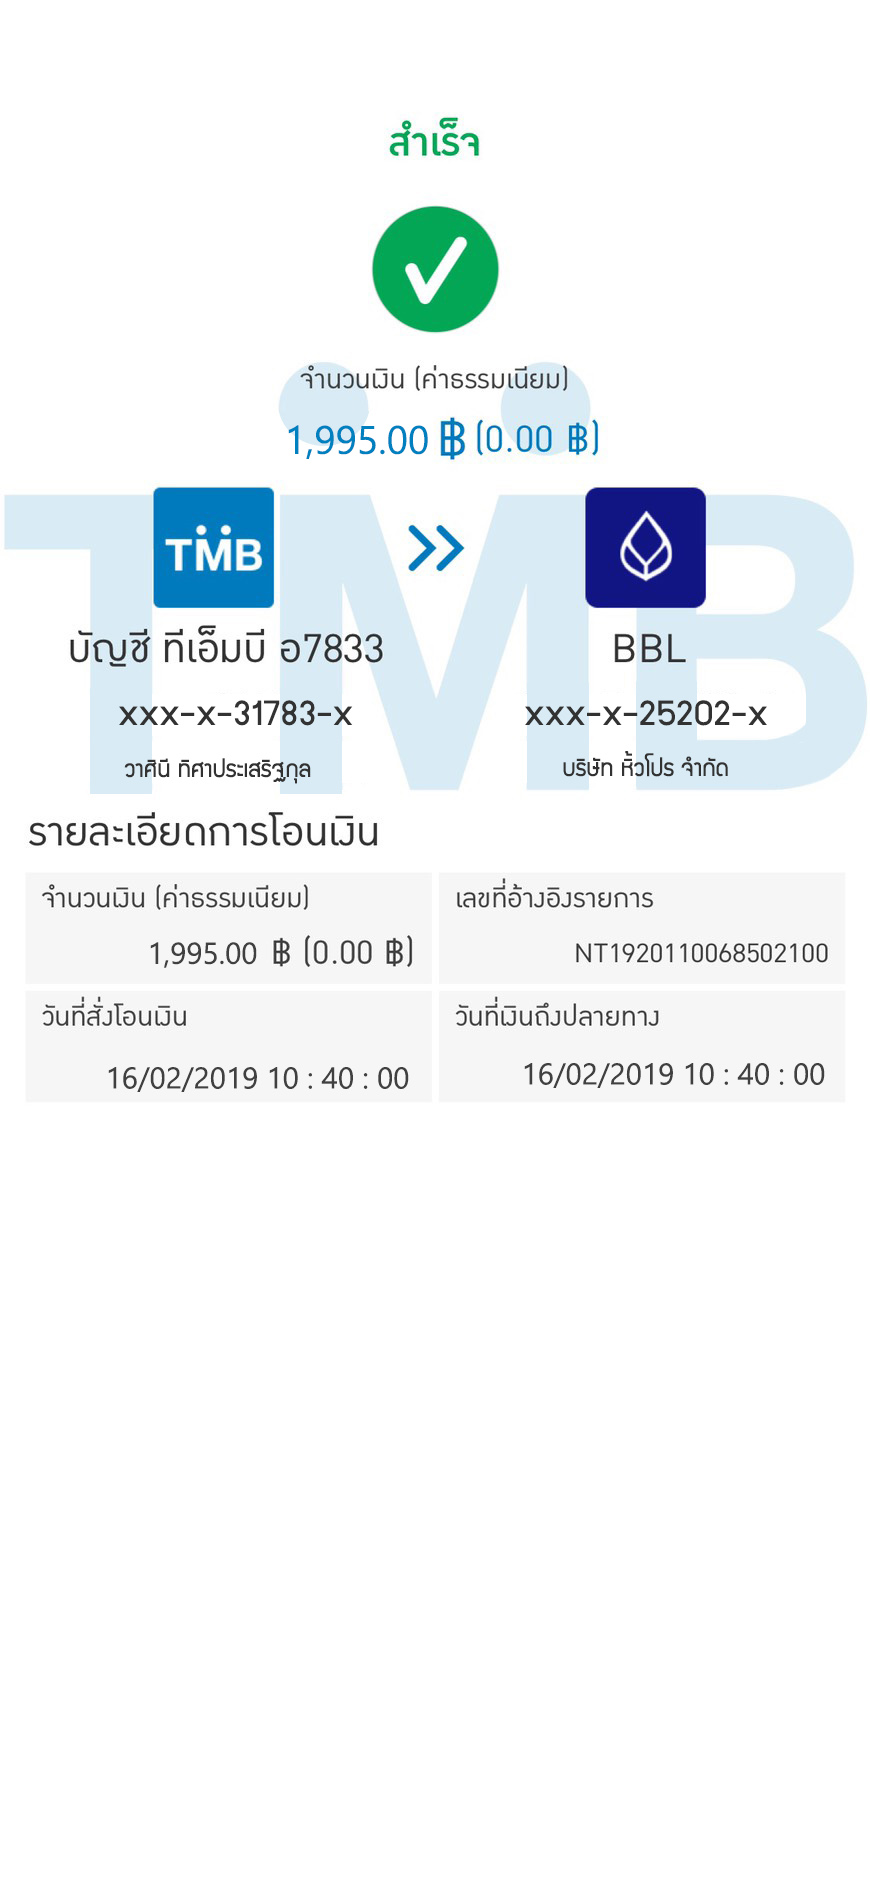 สำเร็จ
จำนวนเงิน (ค่าธรรมเนียม)
1,995.00 ฿ (0.00 ฿)
TMB
บัญชี ทีเอ็มบี อ7833
BBL
xxx-x-31783-x
xxx-x-25202-x
วาศินี ทิศาประเสริฐกุล
บริษัท หิ้วโปร จำกัด
รายละเอียดการโอนเงิน
จำนวนเงิน (ค่าธรรมเนียม)
เลขที่อ้างอิงรายการ
1,995.00 ฿ (0.00 ฿)
NT1920110068502100
วันที่สั่งโอนเงิน
วันที่เงินถึงปลายทาง
16/02/2019 10 : 40 : 00
16/02/2019 10 : 40 : 00
TMB